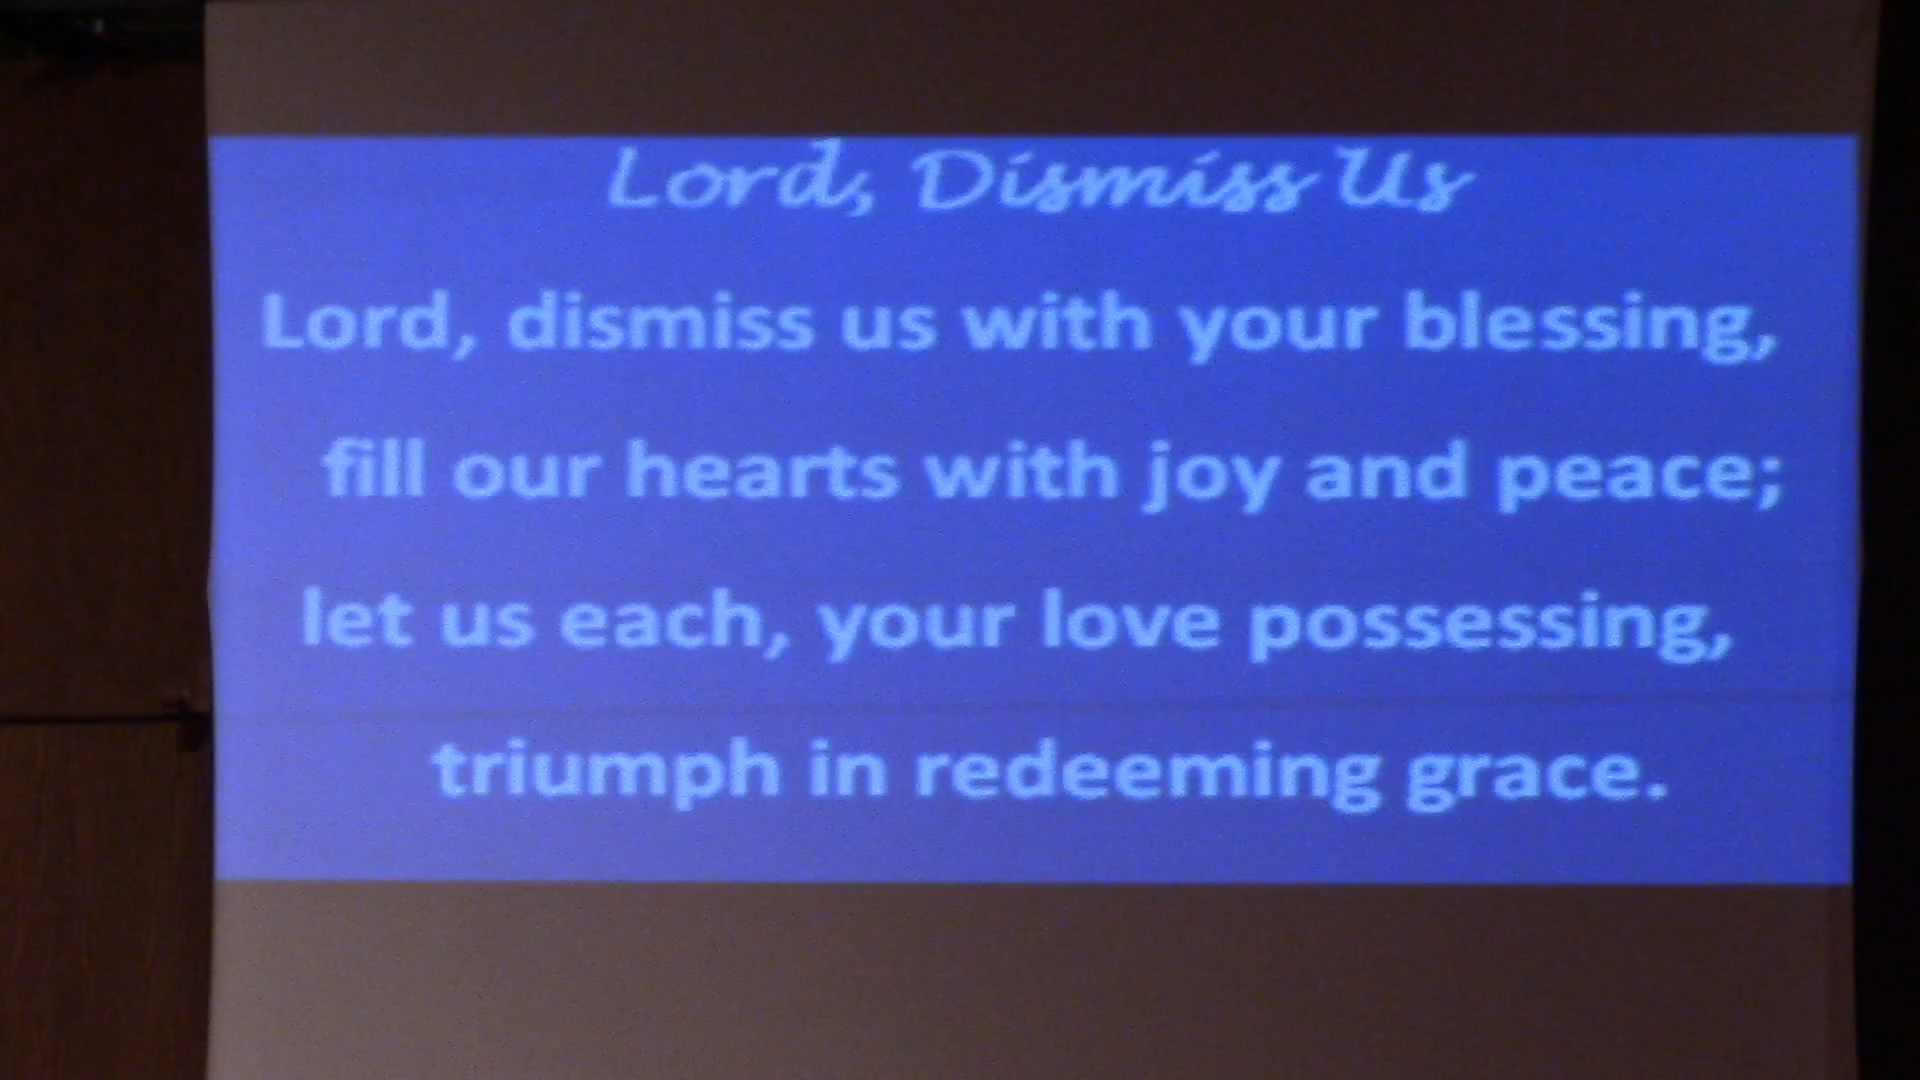 Lord, Dismiss Us
Lord, dismiss us with your blessing,
fill our hearts with joy and peace;
let us each, your love possessing,
triumph in redeeming grace.